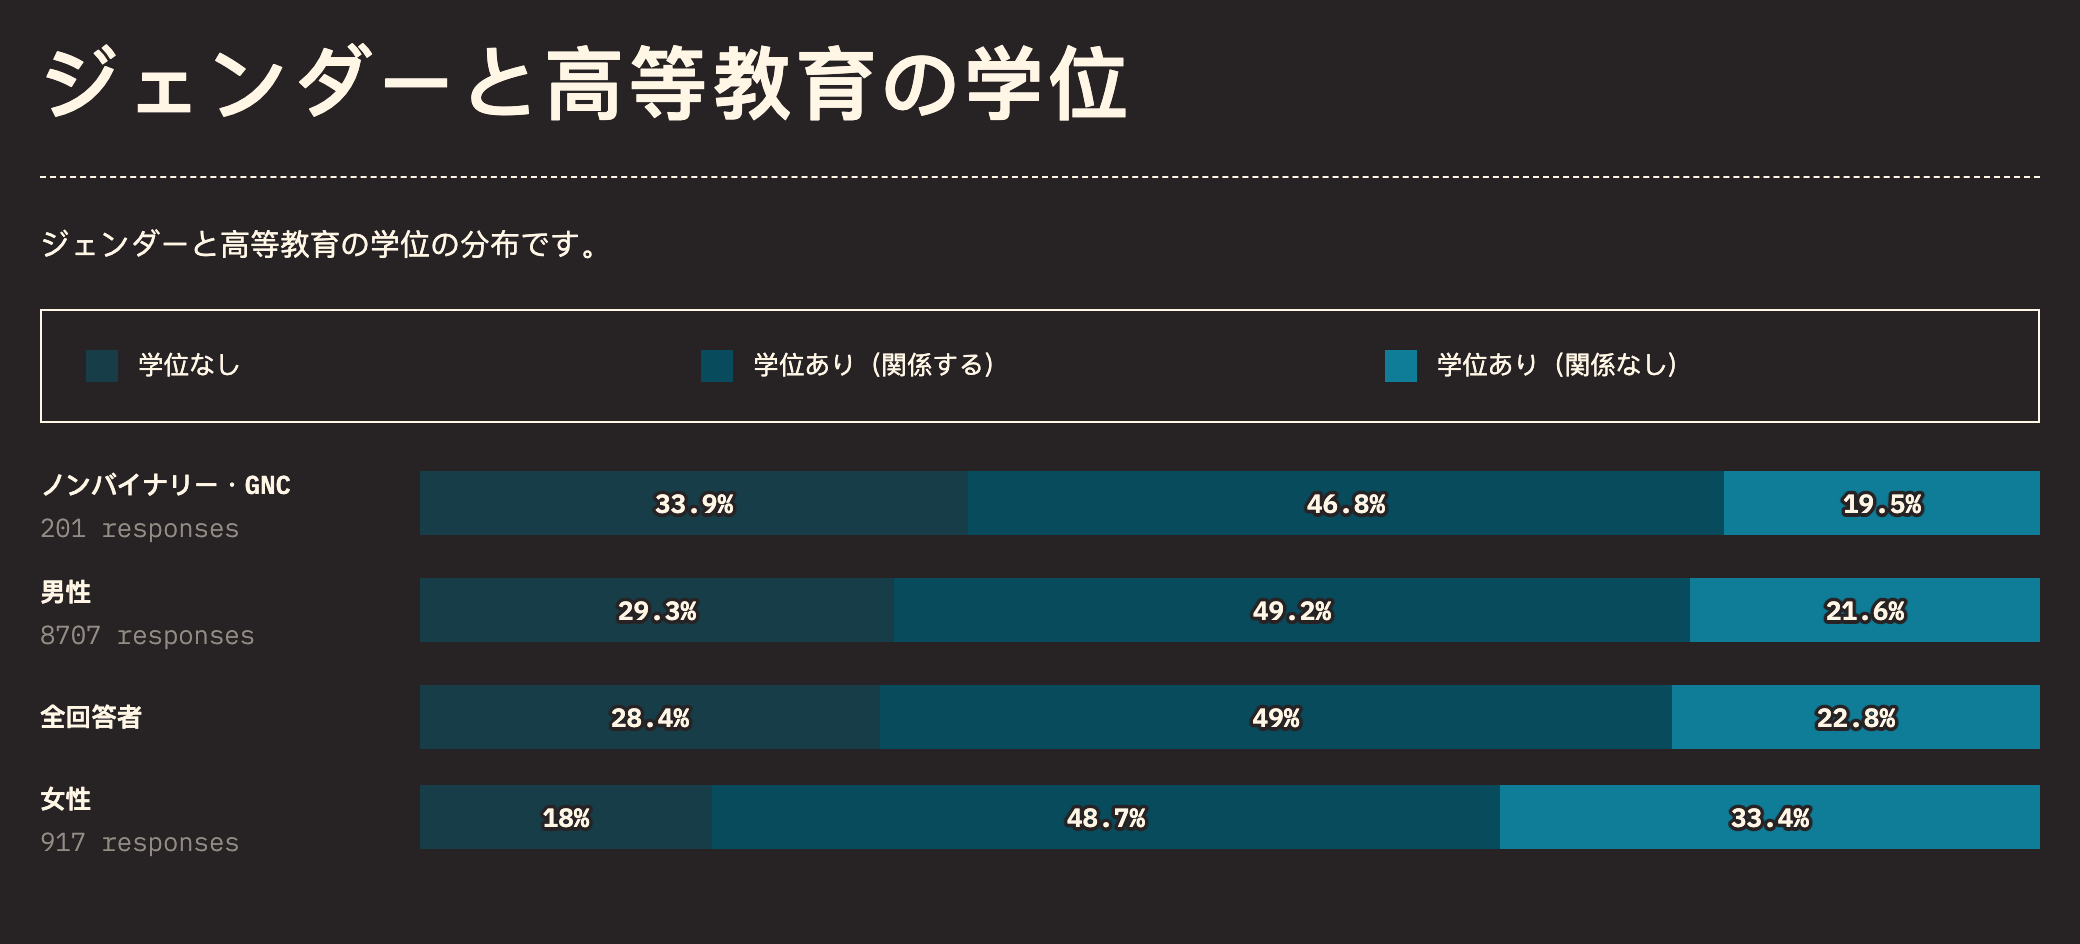 ジェンダーと高等教育の学位
ジェンダーと高等教育の学位の分布です。
学位なし 学位あり（関係する） 学位あり（関係なし）
ノンバイナリー・GNC
201 responses
33.9% 46.8% 19.5%
男性
8707 responses
29.3% 49.2% 21.6%
全回答者
28.4% 49% 22.8%
女性
917 responses
18% 48.7% 33.4%